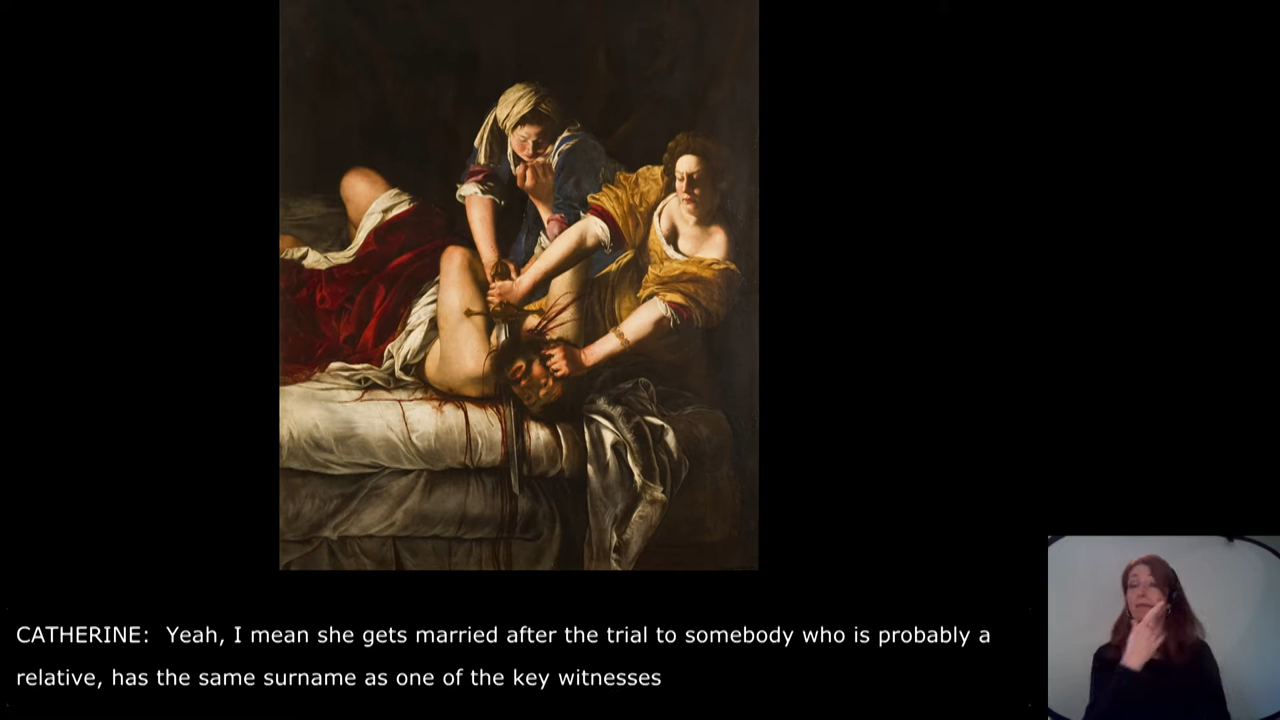 CATHERINE:  Yeah, I mean she gets married after the trial to somebody who is probably a
relative, has the same surname as one of the key witnesses